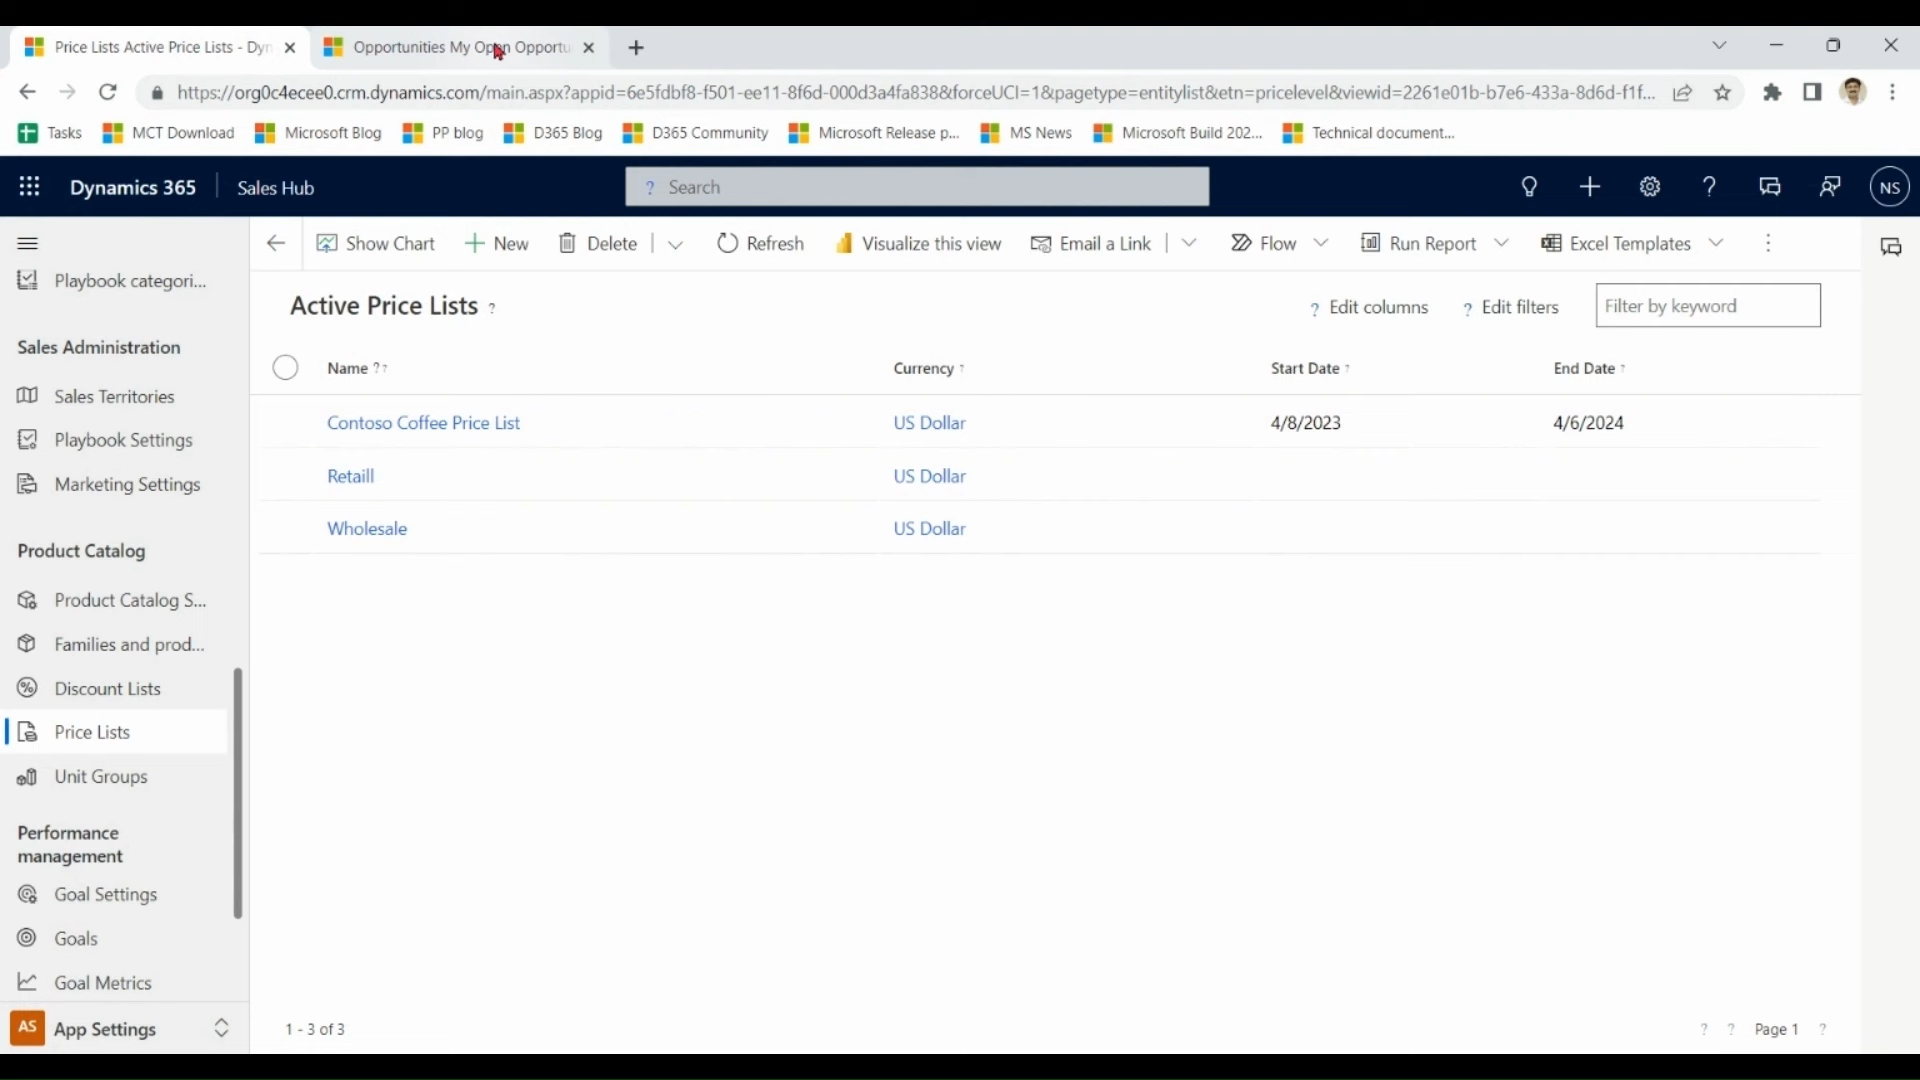 Price Lists Active Price Lists - Dyn
Opportunities My Open Opportu
https://org0c4ecee0.crm.dynamics.com/main.aspx?appid=6e5fdbf8-f501-ee11-8f6d-000d3a4fa838&forceUCI=1&pagetype=entitylist&etn=pricelevel&viewid=2261e01b-b7e6-433a-8d6d-f1f...
Tasks MCT Download Microsoft Blog PP blog D365 Blog D365 Community Microsoft Release p... MS News Microsoft Build 202... Technical document...
Dynamics 365 Sales Hub ? Search ? NS
Show Chart New Delete Refresh Visualize this view Email a Link Flow Run Report Excel Templates
Playbook categori...
Sales Administration
Sales Territories
Playbook Settings
Marketing Settings
Product Catalog
Product Catalog S...
Families and prod...
Discount Lists
Price Lists
Unit Groups
Performance
management
Goal Settings
Goals
Goal Metrics
AS App Settings
Active Price Lists ? ? Edit columns ? Edit filters Filter by keyword
Name ?? Currency ? Start Date ? End Date ?
Contoso Coffee Price List US Dollar 4/8/2023 4/6/2024
Retaill US Dollar
Wholesale US Dollar
1 - 3 of 3 ? ? Page 1 ?